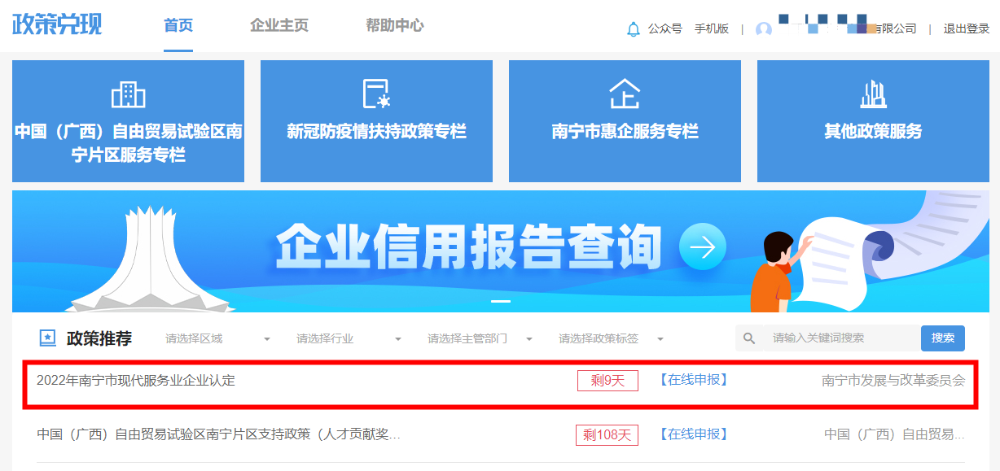 政策兑现
首页
企业主页
帮助中心
公众号
手机版
|
有限公司
|
退出登录
中国（广西）自由贸易试验区南
宁片区服务专栏
新冠防疫情扶持政策专栏
南宁市惠企服务专栏
其他政策服务
企业信用报告查询
政策推荐
请选择区域
请选择行业
请选择主管部门
请选择政策标签
请输入关键词搜索
搜索
2022年南宁市现代服务业企业认定
剩9天
【在线申报】
南宁市发展与改革委员会
中国（广西）自由贸易试验区南宁片区支持政策（人才贡献奖...
剩108天
【在线申报】
中国（广西）自由贸易...